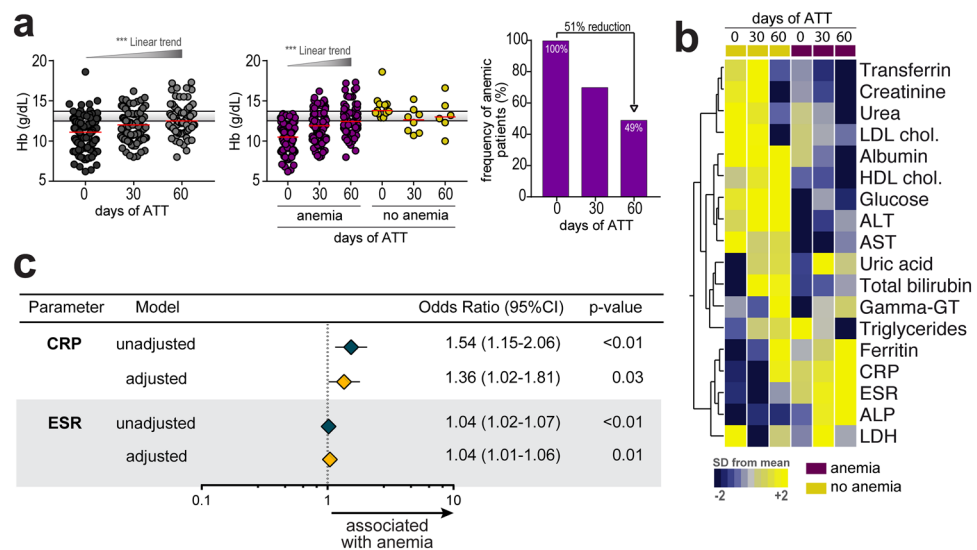 a
*** Linear trend
20
15
10
5
Hb (g/dL)
0 30 60
days of ATT
*** Linear trend
20
15
10
5
Hb (g/dL)
0 30 60 0 30 60
anemia no anemia
days of ATT
51% reduction
100
80
60
40
20
0
frequency of anemic
patients (%)
100%
49%
0 30 60
days of ATT
b
days of ATT
0 30 60 0 30 60
Transferrin
Creatinine
Urea
LDL chol.
Albumin
HDL chol.
Glucose
ALT
AST
Uric acid
Total bilirubin
Gamma-GT
Triglycerides
Ferritin
CRP
ESR
ALP
LDH
SD from mean
-2 +2
anemia
no anemia
c
Parameter Model Odds Ratio (95%CI) p-value
CRP unadjusted 1.54 (1.15-2.06) <0.01
adjusted 1.36 (1.02-1.81) 0.03
ESR unadjusted 1.04 (1.02-1.07) <0.01
adjusted 1.04 (1.01-1.06) 0.01
0.1 1 10
associated
with anemia